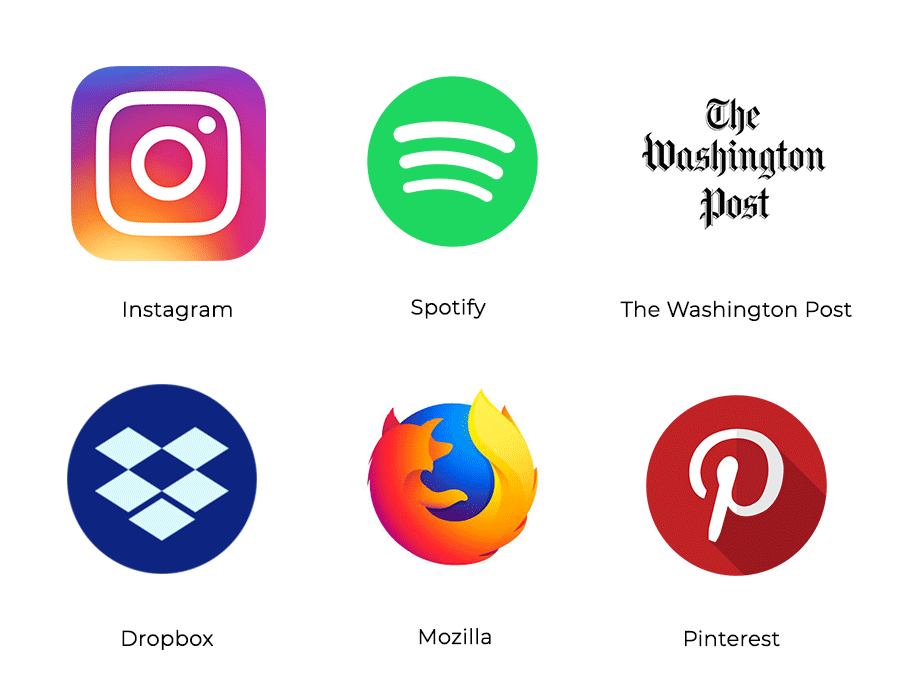 The
Washington
Post
Instagram
Spotify
The Washington Post
Dropbox
Mozilla
Pinterest